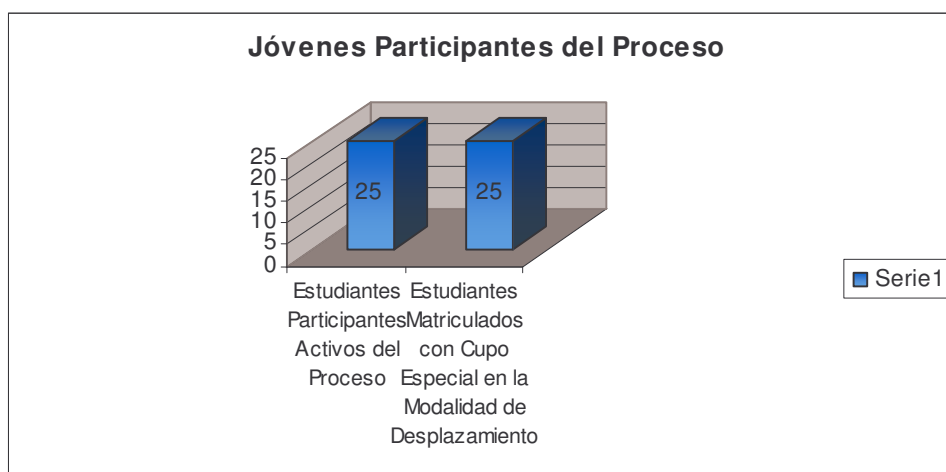 Jóvenes Participantes del Proceso
25
20
15
10
5
0
25
25
Estudiantes
Participantes
Activos del
Proceso
Estudiantes
Matriculados
con Cupo
Especial en la
Modalidad de
Desplazamiento
Serie1